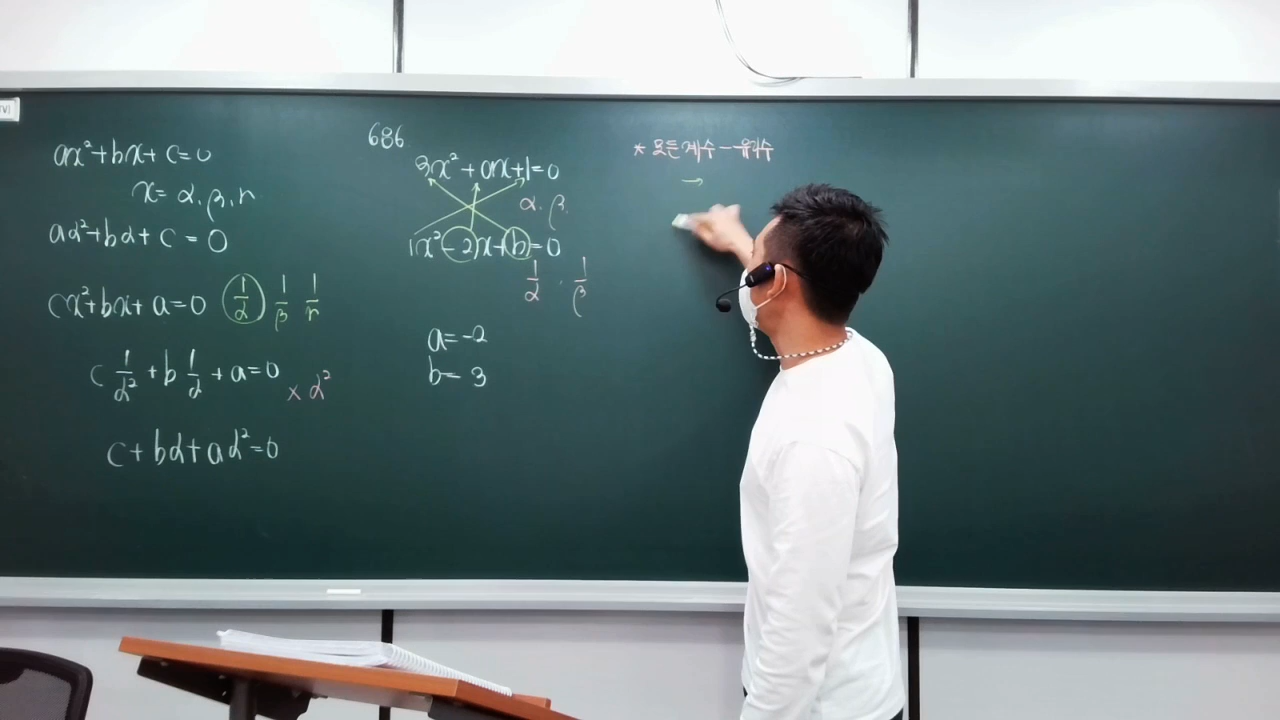 TV)
ax²+bx+c=0
x= α, β, r
aα²+bα+c=0
cx²+bx+a=0 1/α 1/β 1/r
c 1/α² +b 1/α +a=0 ×α²
c+bα+aα²=0
686
3x²+ax+1=0
α, β
1x²-2x+b=0
1/α , 1/β
a=-2
b=3
* 모든 계수-유리수
→